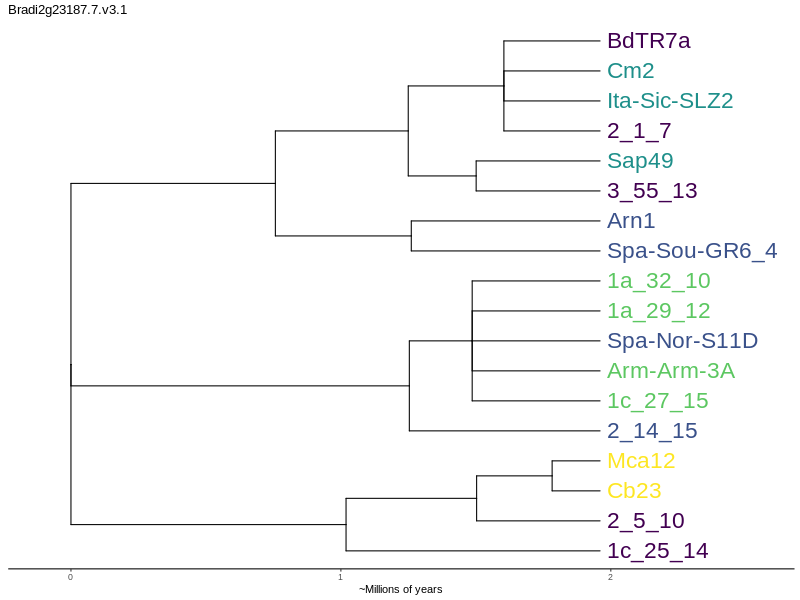 Bradi2g23187.7.v3.1
BdTR7a
Cm2
Ita-Sic-SLZ2
2_1_7
Sap49
3_55_13
Arn1
Spa-Sou-GR6_4
1a_32_10
1a_29_12
Spa-Nor-S11D
Arm-Arm-3A
1c_27_15
2_14_15
Mca12
Cb23
2_5_10
1c_25_14
0 1 2
~Millions of years